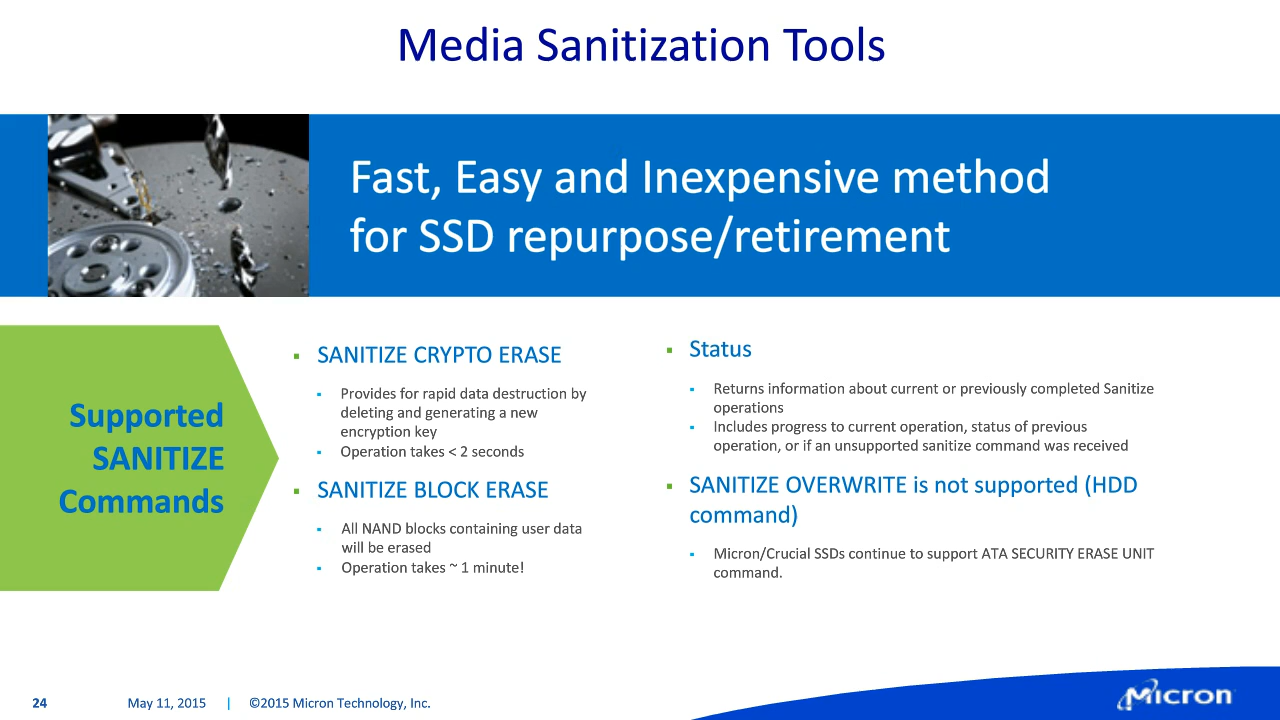 Media Sanitization Tools
Fast, Easy and Inexpensive method
for SSD repurpose/retirement
Supported
SANITIZE
Commands
▪ SANITIZE CRYPTO ERASE
▪ Provides for rapid data destruction by
deleting and generating a new
encryption key
▪ Operation takes < 2 seconds
▪ SANITIZE BLOCK ERASE
▪ All NAND blocks containing user data
will be erased
▪ Operation takes ~ 1 minute!
▪ Status
▪ Returns information about current or previously completed Sanitize
operations
▪ Includes progress to current operation, status of previous
operation, or if an unsupported sanitize command was received
▪ SANITIZE OVERWRITE is not supported (HDD
command)
▪ Micron/Crucial SSDs continue to support ATA SECURITY ERASE UNIT
command.
24 May 11, 2015 | ©2015 Micron Technology, Inc.
Micron